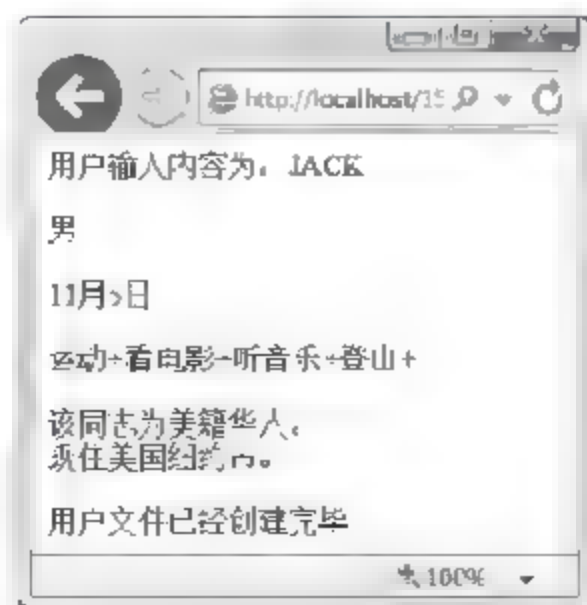 http://localhost/15
用户输入内容为：JACK
男
11月5日
运动+看电影+听音乐+登山+
该同志为美籍华人。
现住美国纽约市。
用户文件已经创建完毕
100%